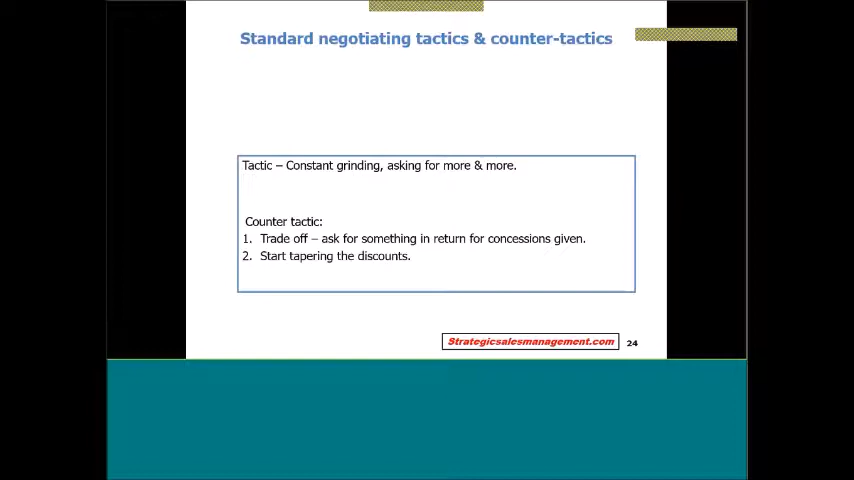 Standard negotiating tactics & counter-tactics
Tactic – Constant grinding, asking for more & more.
Counter tactic:
1. Trade off – ask for something in return for concessions given.
2. Start tapering the discounts.
Strategicsalesmanagement.com
24